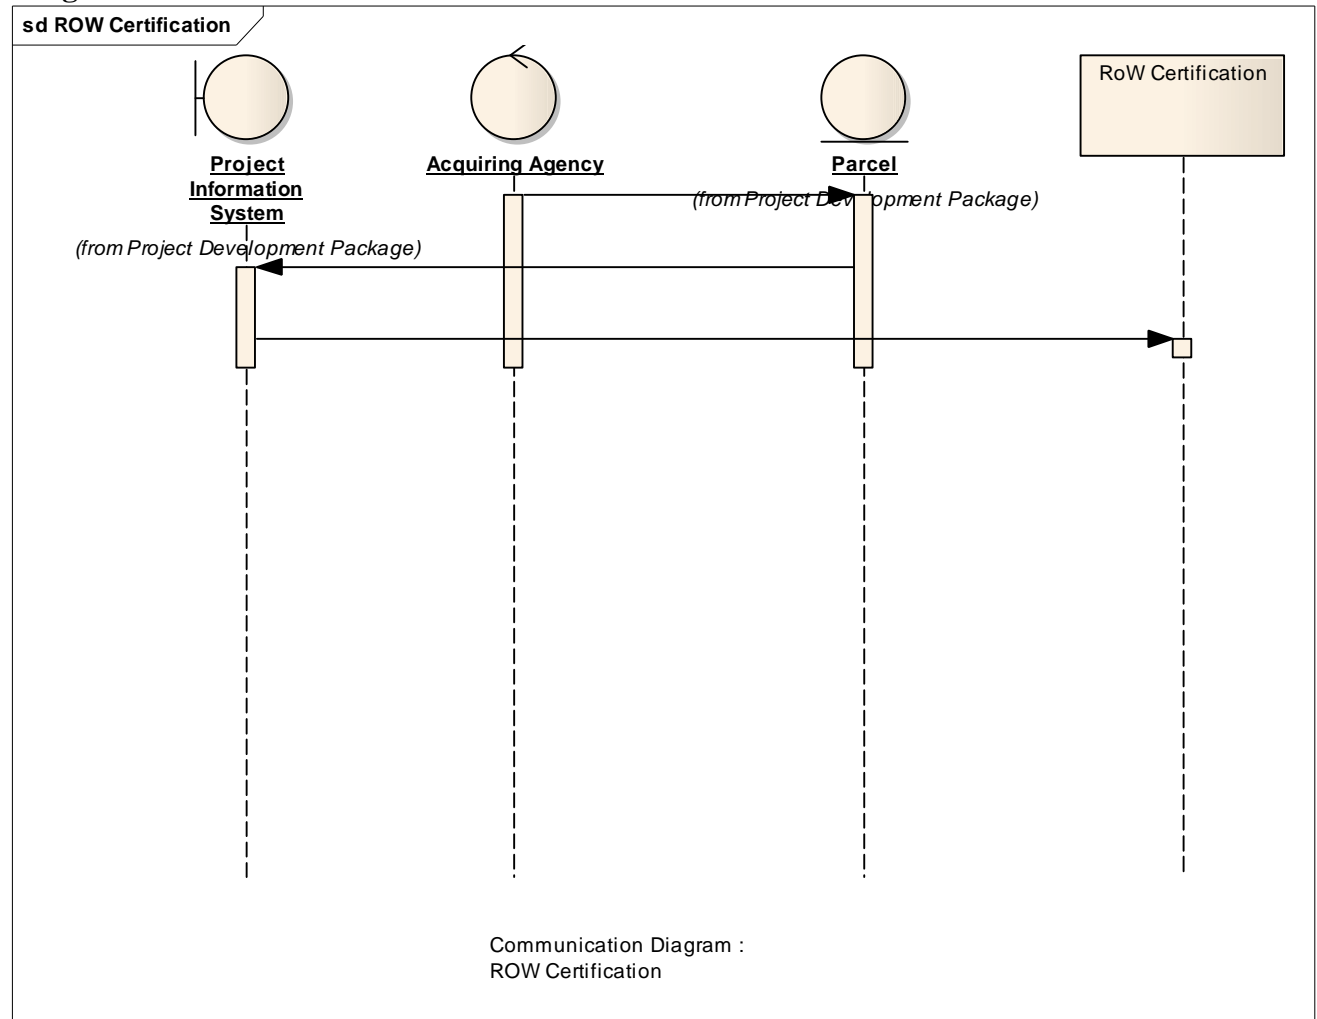 sd ROW Certification
RoW Certification
Project
Information
System
Acquiring Agency
Parcel
(from Project Development Package)
(from Project Development Package)
Communication Diagram :
ROW Certification